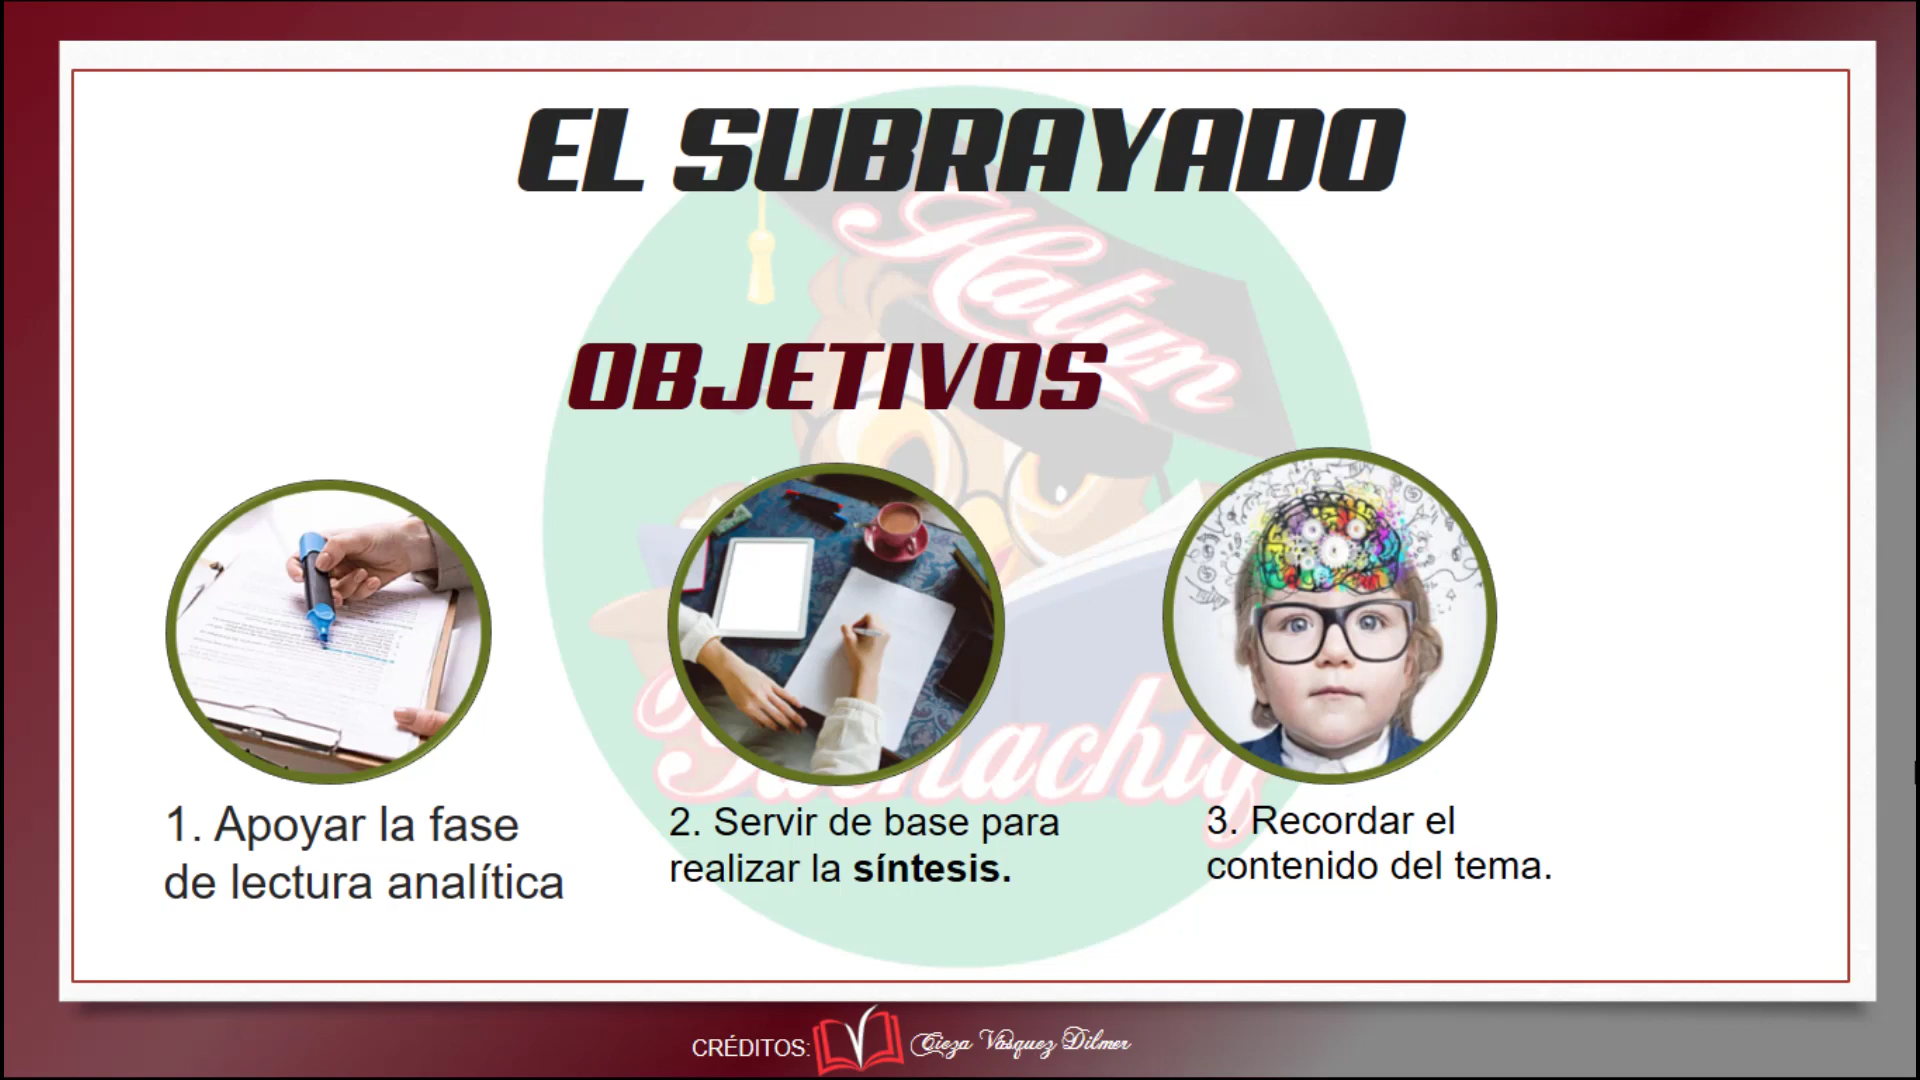 EL SUBRAYADO
Hatun
OBJETIVOS
1. Apoyar la fase
de lectura analítica
2. Servir de base para
realizar la síntesis.
3. Recordar el
contenido del tema.
CRÉDITOS:
Cieza Vásquez Dilmer